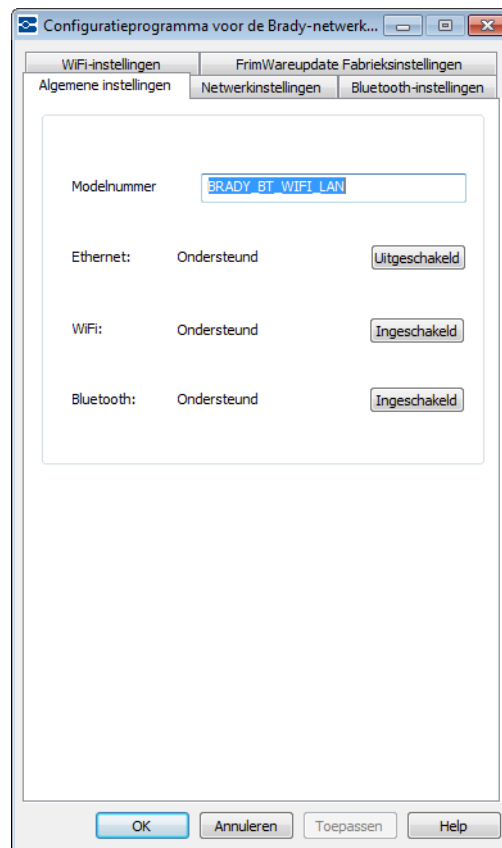 Configuratieprogramma voor de Brady-netwerk...
WiFi-instellingen FrimWareupdate Fabrieksinstellingen
Algemene instellingen Netwerkinstellingen Bluetooth-instellingen
Modelnummer BRADY_BT_WIFI_LAN
Ethernet: Ondersteund Uitgeschakeld
WiFi: Ondersteund Ingeschakeld
Bluetooth: Ondersteund Ingeschakeld
OK Annuleren Toepassen Help